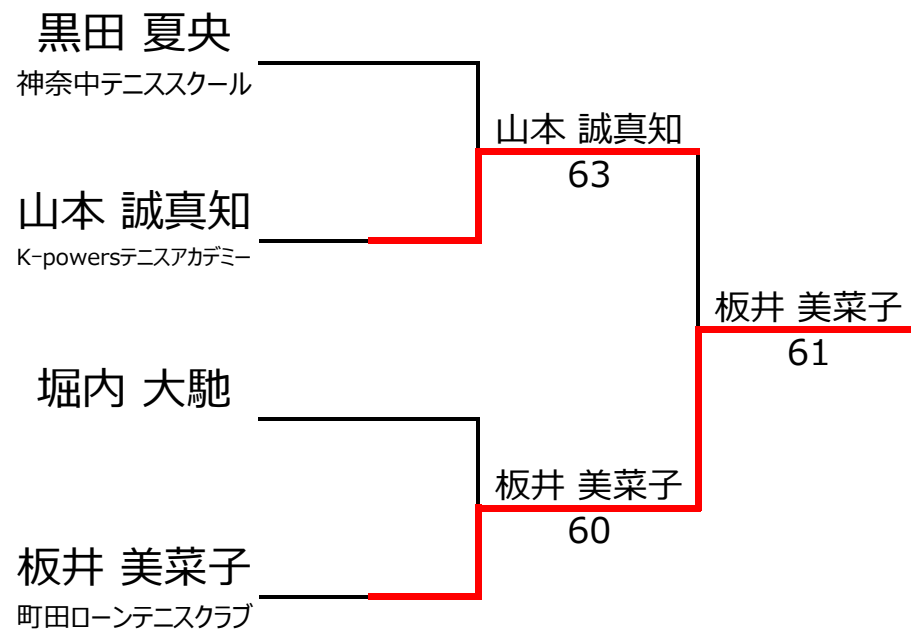 黒田 夏央
神奈中テニススクール
山本 誠真知
63
山本 誠真知
K-powersテニスアカデミー
板井 美菜子
61
堀内 大馳
板井 美菜子
60
板井 美菜子
町田ローンテニスクラブ